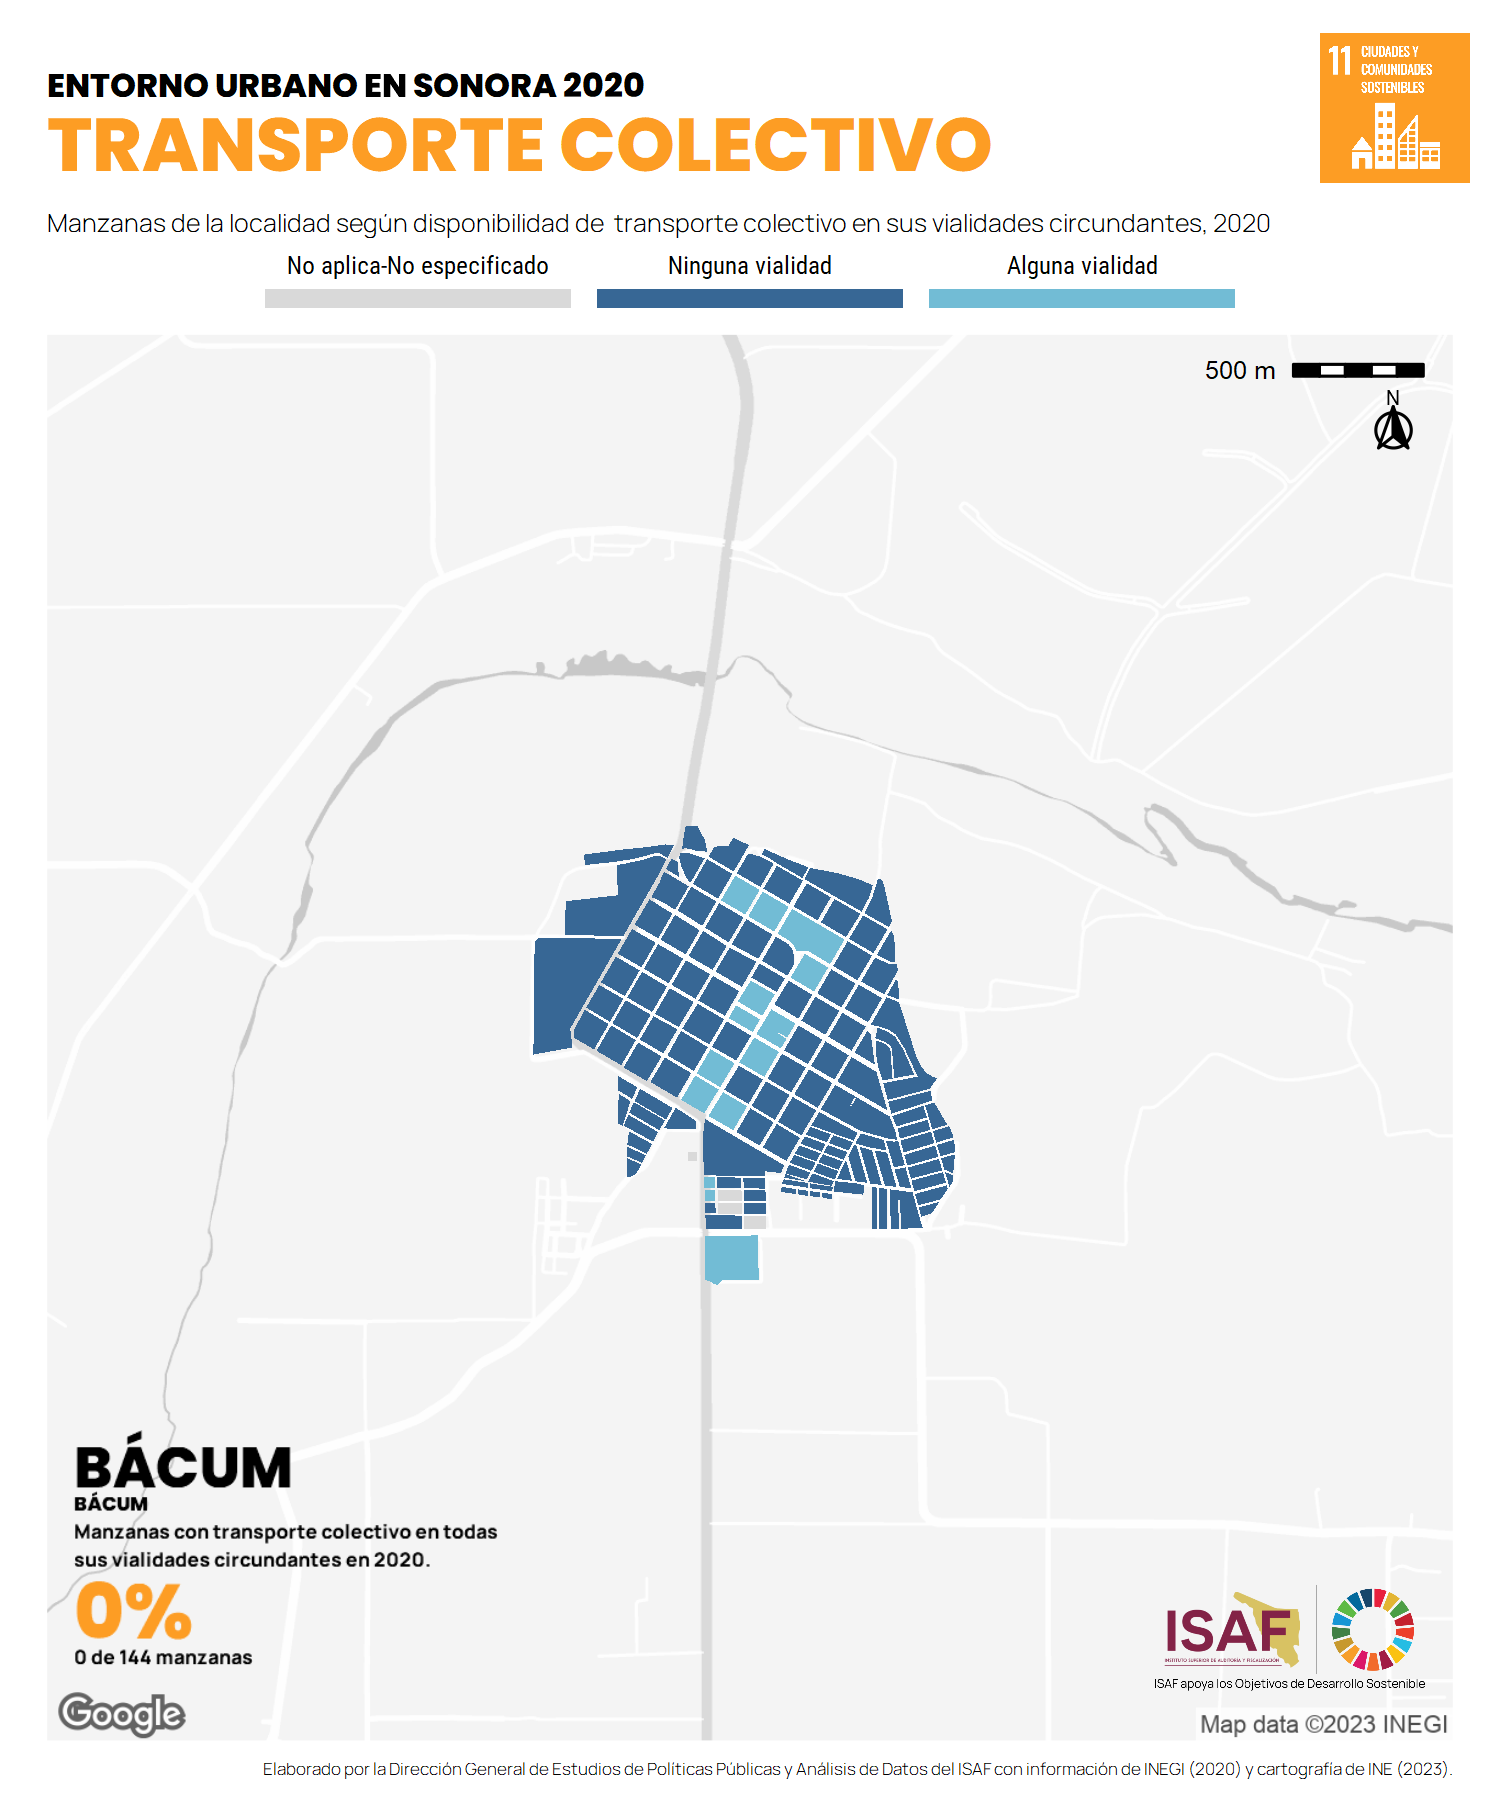 ENTORNO URBANO EN SONORA 2020
TRANSPORTE COLECTIVO
11 CIUDADES Y
COMUNIDADES
SOSTENIBLES
Manzanas de la localidad según disponibilidad de transporte colectivo en sus vialidades circundantes, 2020
No aplica-No especificado
Ninguna vialidad
Alguna vialidad
500 m
N
BÁCUM
BÁCUM
Manzanas con transporte colectivo en todas
sus vialidades circundantes en 2020.
0%
0 de 144 manzanas
Google
ISAF
INSTITUTO SUPERIOR DE AUDITORÍA Y FISCALIZACIÓN
ISAF apoya los Objetivos de Desarrollo Sostenible
Map data ©2023 INEGI
Elaborado por la Dirección General de Estudios de Políticas Públicas y Análisis de Datos del ISAF con información de INEGI (2020) y cartografía de INE (2023).